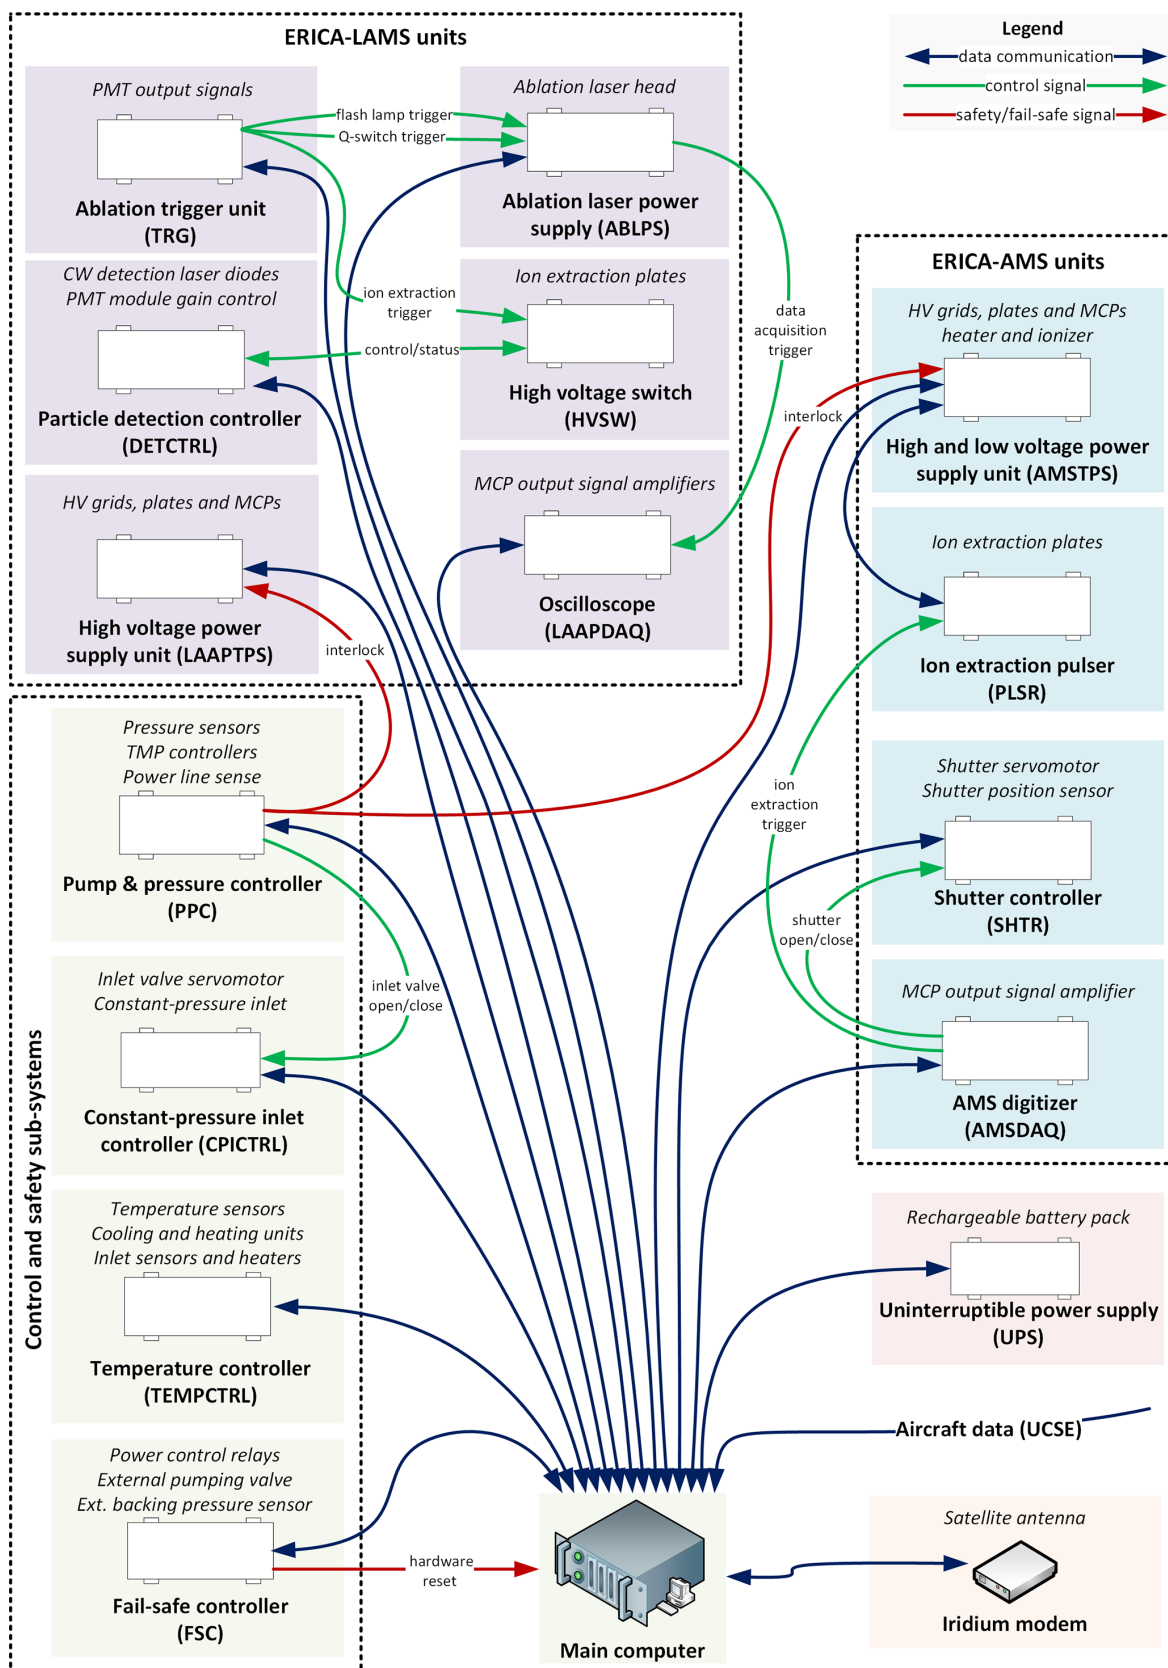 ERICA-LAMS units
PMT output signals
Ablation trigger unit
(TRG)
flash lamp trigger
Q-switch trigger
Ablation laser head
Ablation laser power
supply (ABLPS)
CW detection laser diodes
PMT module gain control
Particle detection controller
(DETCTRL)
ion extraction
trigger
control/status
Ion extraction plates
High voltage switch
(HVSW)
data
acquisition
trigger
HV grids, plates and MCPs
High voltage power
supply unit (LAAPTPS)
interlock
MCP output signal amplifiers
Oscilloscope
(LAAPDAQ)
Legend
data communication
control signal
safety/fail-safe signal
ERICA-AMS units
HV grids, plates and MCPs
heater and ionizer
High and low voltage power
supply unit (AMSTPS)
interlock
Ion extraction plates
Ion extraction pulser
(PLSR)
ion
extraction
trigger
Shutter servomotor
Shutter position sensor
Shutter controller
(SHTR)
shutter
open/close
MCP output signal amplifier
AMS digitizer
(AMSDAQ)
Control and safety sub-systems
Pressure sensors
TMP controllers
Power line sense
Pump & pressure controller
(PPC)
inlet valve
open/close
Inlet valve servomotor
Constant-pressure inlet
Constant-pressure inlet
controller (CPICTRL)
Temperature sensors
Cooling and heating units
Inlet sensors and heaters
Temperature controller
(TEMPCTRL)
Power control relays
External pumping valve
Ext. backing pressure sensor
Fail-safe controller
(FSC)
hardware
reset
Main computer
Rechargeable battery pack
Uninterruptible power supply
(UPS)
Aircraft data (UCSE)
Satellite antenna
Iridium modem